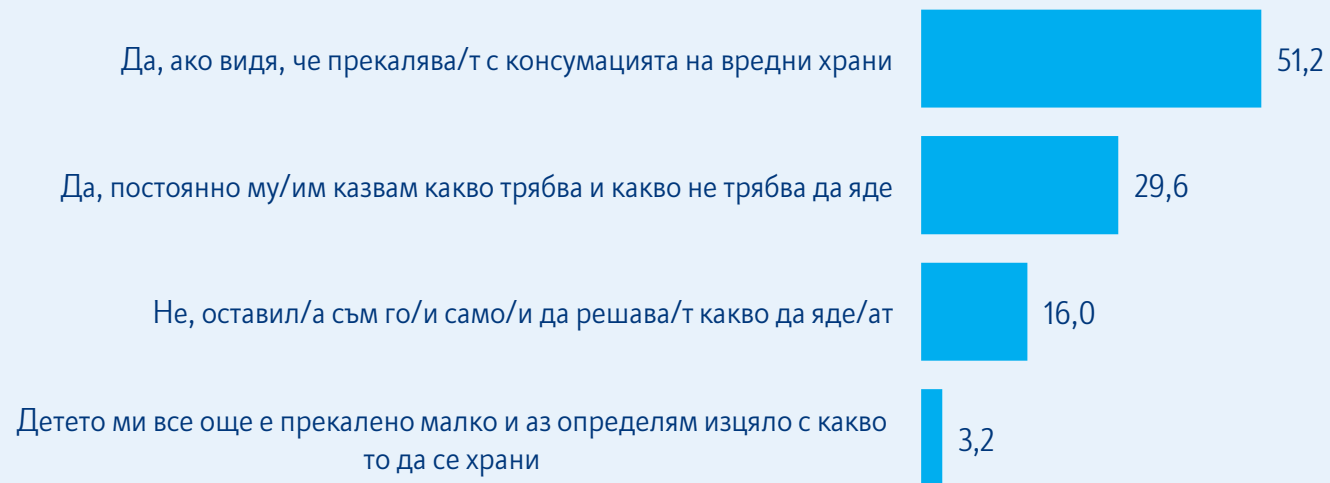 Да, ако видя, че прекалява/т с консумацията на вредни храни
51,2
Да, постоянно му/им казвам какво трябва и какво не трябва да яде
29,6
Не, оставил/а съм го/и само/и да решава/т какво да яде/ат
16,0
Детето ми все още е прекалено малко и аз определям изцяло с какво
то да се храни
3,2